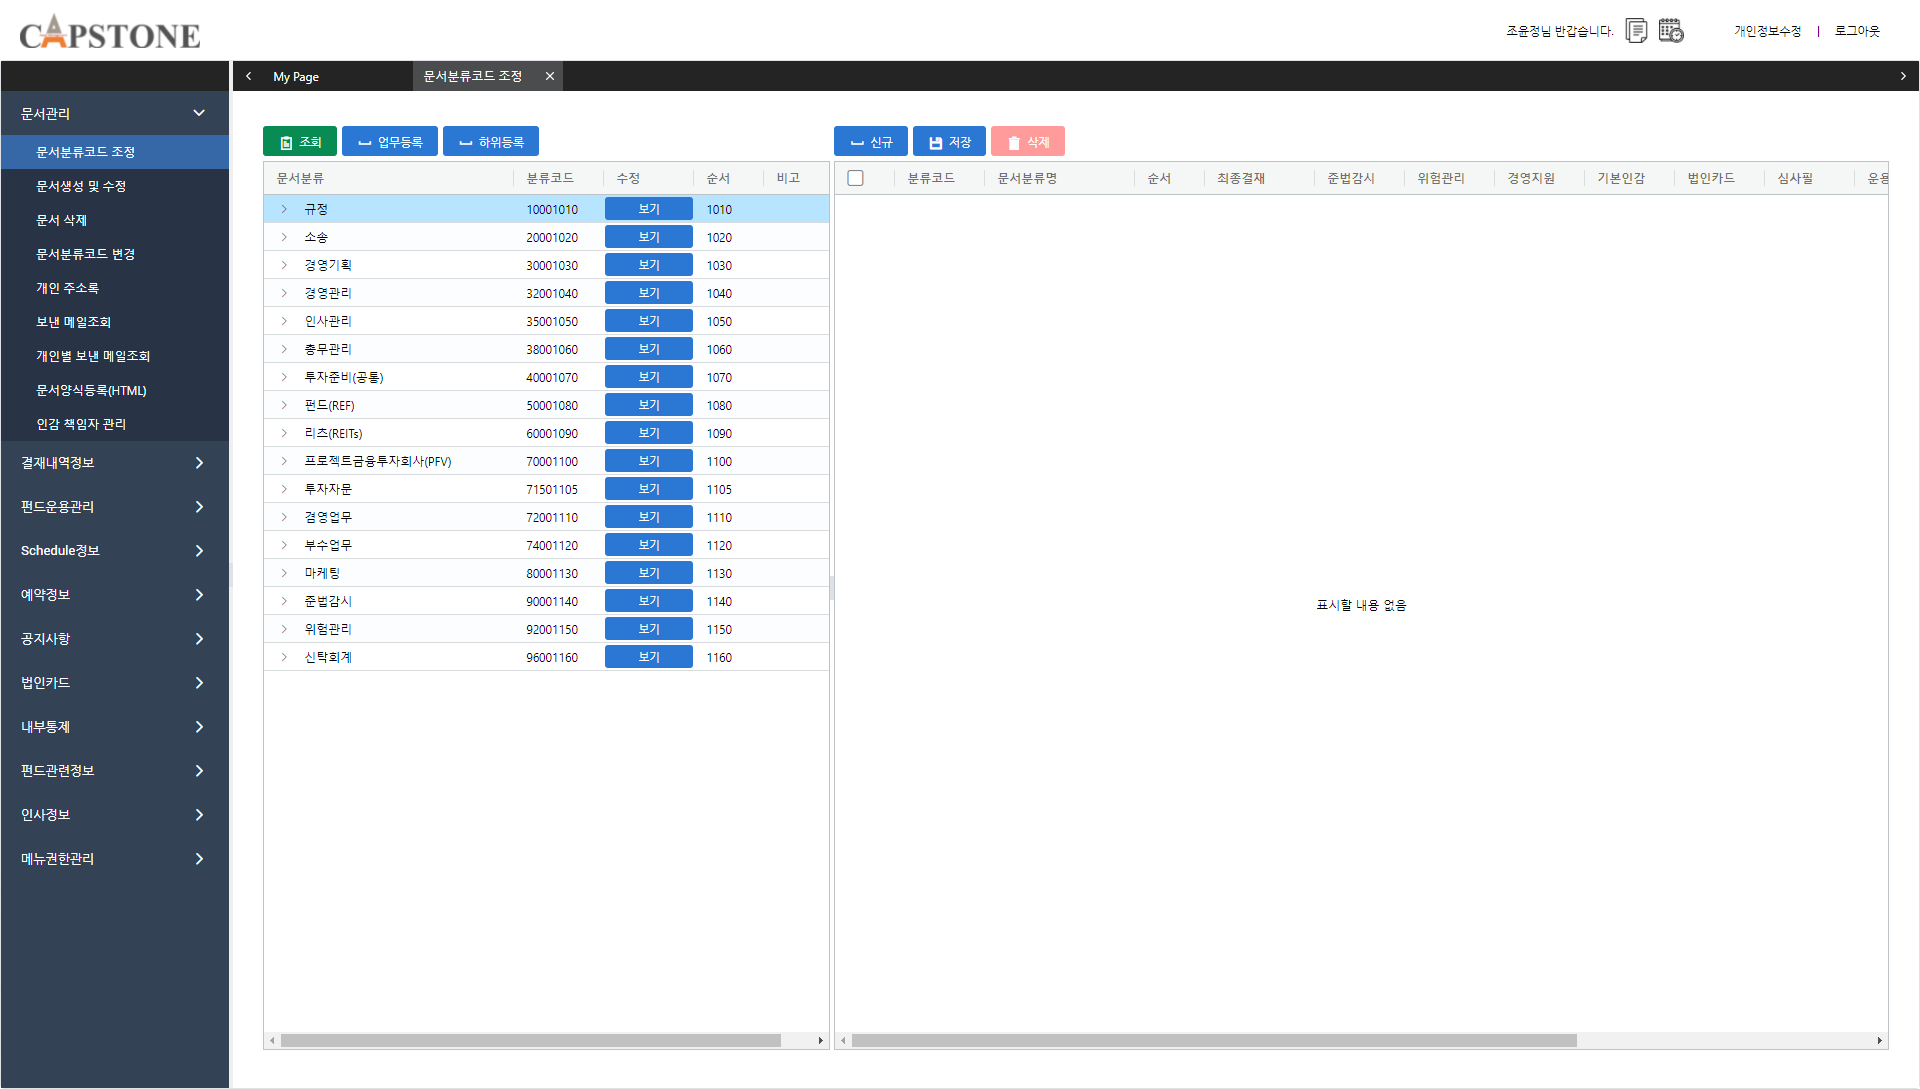 CAPSTONE
조윤정님 반갑습니다.
개인정보수정 | 로그아웃
My Page
문서분류코드 조정
문서관리
문서분류코드 조정
문서생성 및 수정
문서 삭제
문서분류코드 변경
개인 주소록
보낸 메일조회
개인별 보낸 메일조회
문서양식등록(HTML)
인감 책임자 관리
결재내역정보
펀드운용관리
Schedule정보
예약정보
공지사항
법인카드
내부통제
펀드관련정보
인사정보
메뉴권한관리
조회 업무등록 하위등록
문서분류 분류코드 수정 순서 비고
규정 10001010 보기 1010
소송 20001020 보기 1020
경영기획 30001030 보기 1030
경영관리 32001040 보기 1040
인사관리 35001050 보기 1050
총무관리 38001060 보기 1060
투자준비(공통) 40001070 보기 1070
펀드(REF) 50001080 보기 1080
리츠(REITs) 60001090 보기 1090
프로젝트금융투자회사(PFV) 70001100 보기 1100
투자자문 71501105 보기 1105
겸영업무 72001110 보기 1110
부수업무 74001120 보기 1120
마케팅 80001130 보기 1130
준법감시 90001140 보기 1140
위험관리 92001150 보기 1150
신탁회계 96001160 보기 1160
신규 저장 삭제
분류코드 문서분류명 순서 최종결재 준법감시 위험관리 경영지원 기본인감 법인카드 심사필 운용
표시할 내용 없음